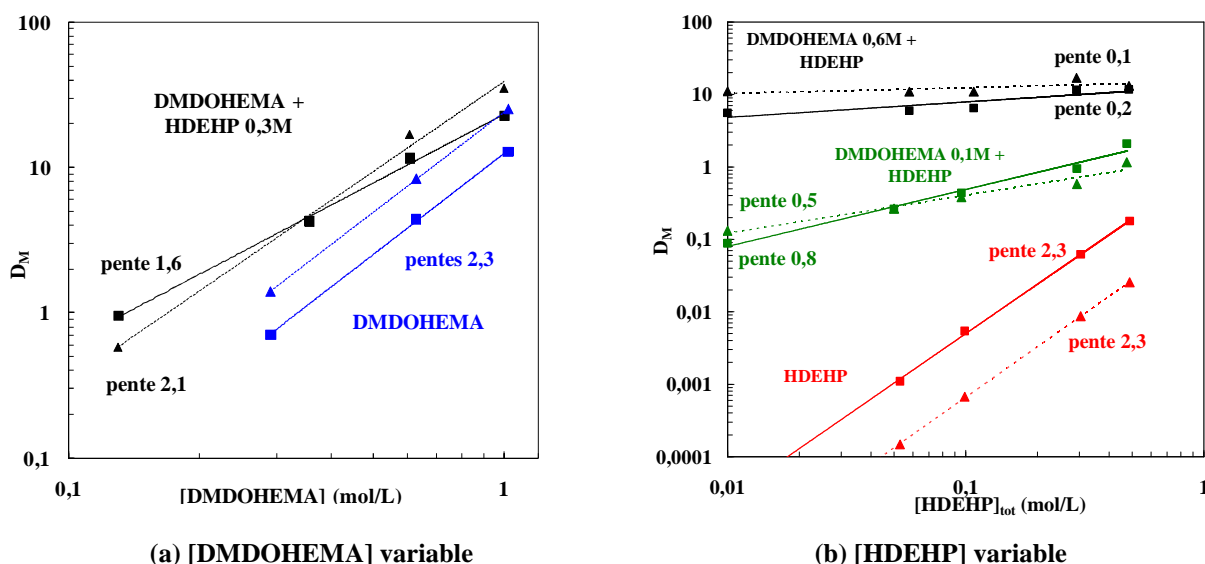 100
10
1
0,1
D_M
DMDOHEMA +
HDEHP 0,3M
pente 1,6
pente 2,1
pentes 2,3
DMDOHEMA
0,1
1
[DMDOHEMA] (mol/L)
(a) [DMDOHEMA] variable
100
10
1
0,1
0,01
0,001
0,0001
D_M
DMDOHEMA 0,6M +
HDEHP
pente 0,1
pente 0,2
DMDOHEMA 0,1M +
HDEHP
pente 0,5
pente 0,8
pente 2,3
HDEHP
pente 2,3
0,01
0,1
1
[HDEHP]tot (mol/L)
(b) [HDEHP] variable